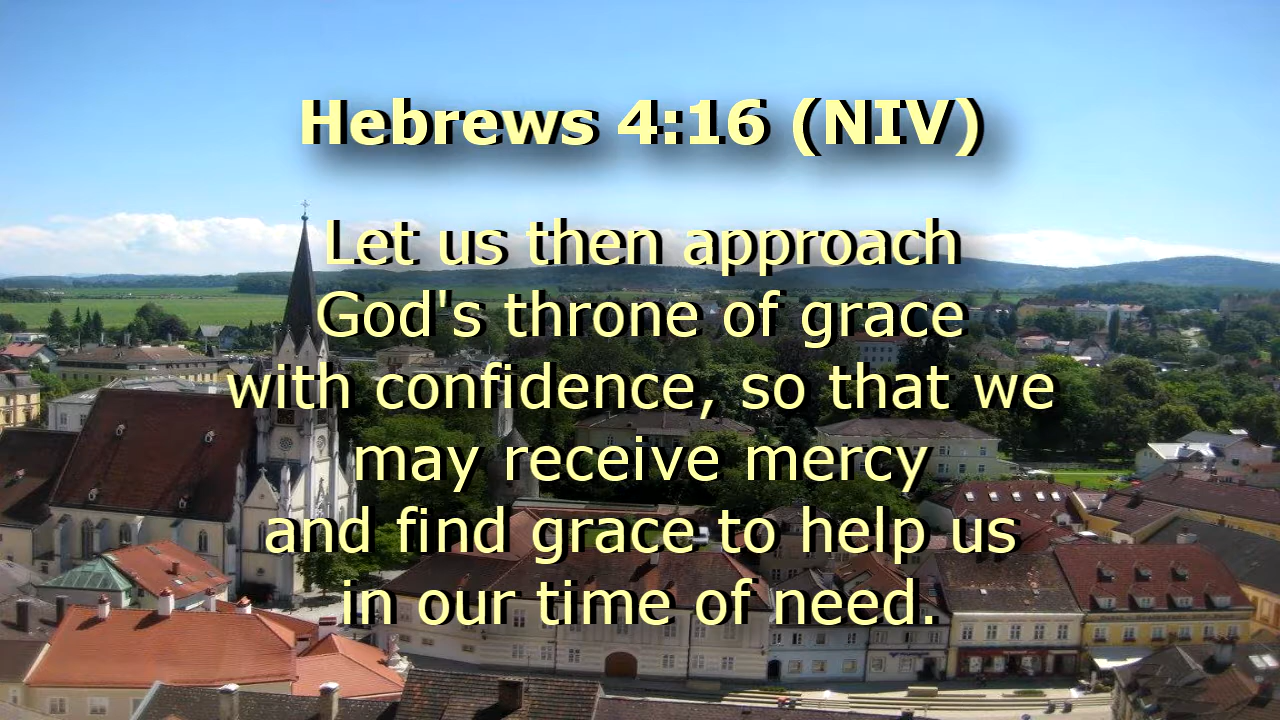 Hebrews 4:16 (NIV)
Let us then approach
God's throne of grace
with confidence, so that we
may receive mercy
and find grace to help us
in our time of need.